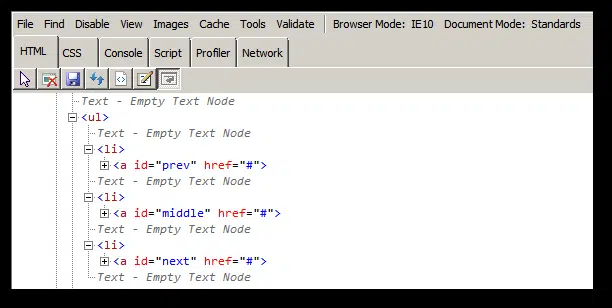 File Find Disable View Images Cache Tools Validate Browser Mode: IE10 Document Mode: Standards
HTML CSS Console Script Profiler Network
Text - Empty Text Node
<ul>
Text - Empty Text Node
<li>
<a id="prev" href="#">
Text - Empty Text Node
<li>
<a id="middle" href="#">
Text - Empty Text Node
<li>
<a id="next" href="#">
Text - Empty Text Node